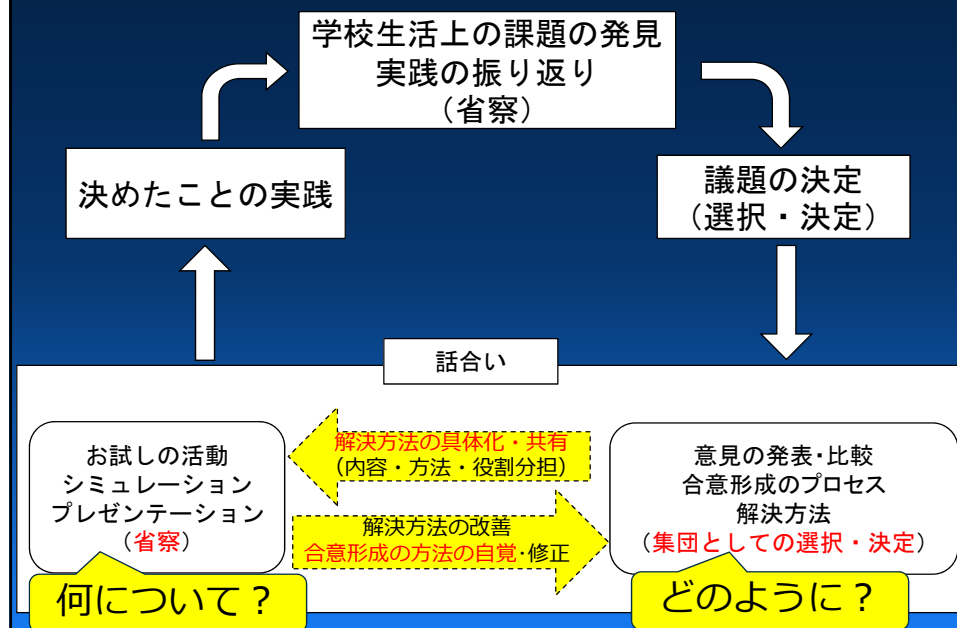 学校生活上の課題の発見
実践の振り返り
（省察）
決めたことの実践
議題の決定
（選択・決定）
話合い
お試しの活動
シミュレーション
プレゼンテーション
（省察）
解決方法の具体化・共有
（内容・方法・役割分担）
解決方法の改善
合意形成の方法の自覚･修正
意見の発表･比較
合意形成のプロセス
解決方法
（集団としての選択・決定）
何について？
どのように？